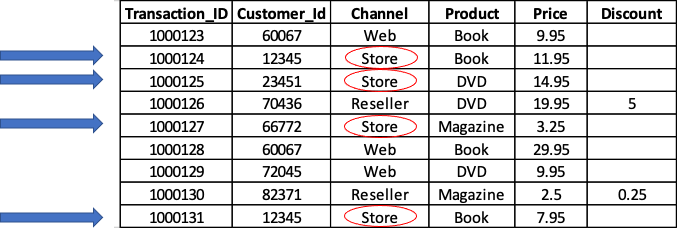 Transaction_ID Customer_Id Channel Product Price Discount
1000123 60067 Web Book 9.95
1000124 12345 Store Book 11.95
1000125 23451 Store DVD 14.95
1000126 70436 Reseller DVD 19.95 5
1000127 66772 Store Magazine 3.25
1000128 60067 Web Book 29.95
1000129 72045 Web DVD 9.95
1000130 82371 Reseller Magazine 2.5 0.25
1000131 12345 Store Book 7.95